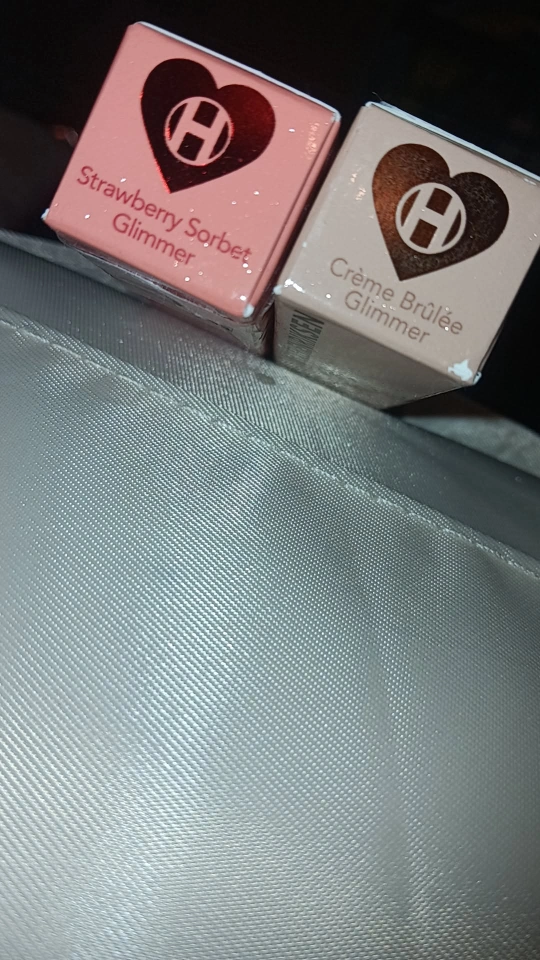 H
Strawberry Sorbet
Glimmer
H
Crème Brûlée
Glimmer